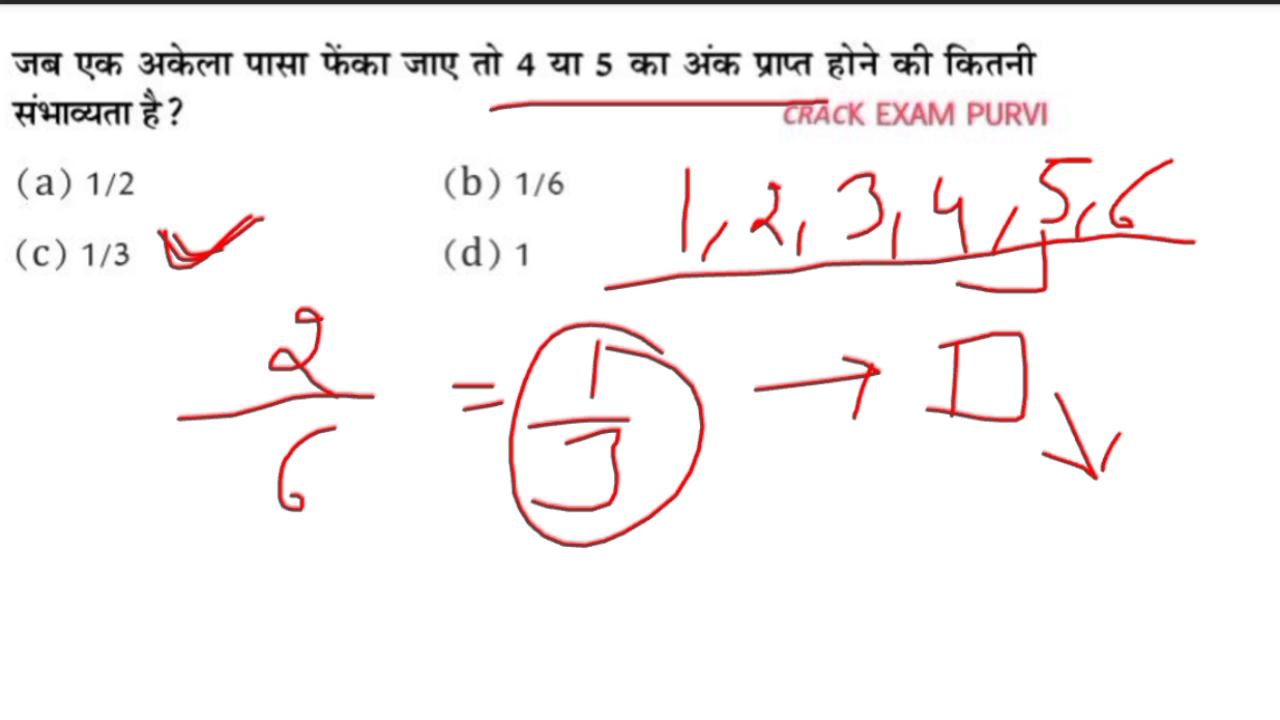 जब एक अकेला पासा फेंका जाए तो 4 या 5 का अंक प्राप्त होने की कितनी
संभाव्यता है?
CRACK EXAM PURVI
(a) 1/2
(b) 1/6
1, 2, 3, 4, 5, 6
(c) 1/3
(d) 1
2/6 = 1/3 →